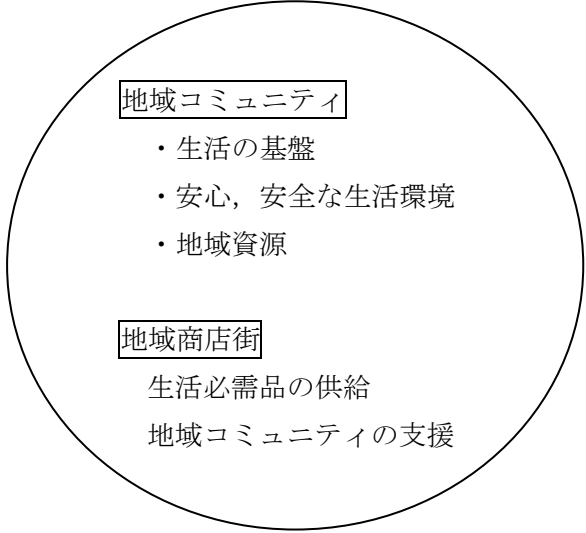 地域コミュニティ
・生活の基盤
・安心，安全な生活環境
・地域資源
地域商店街
生活必需品の供給
地域コミュニティの支援